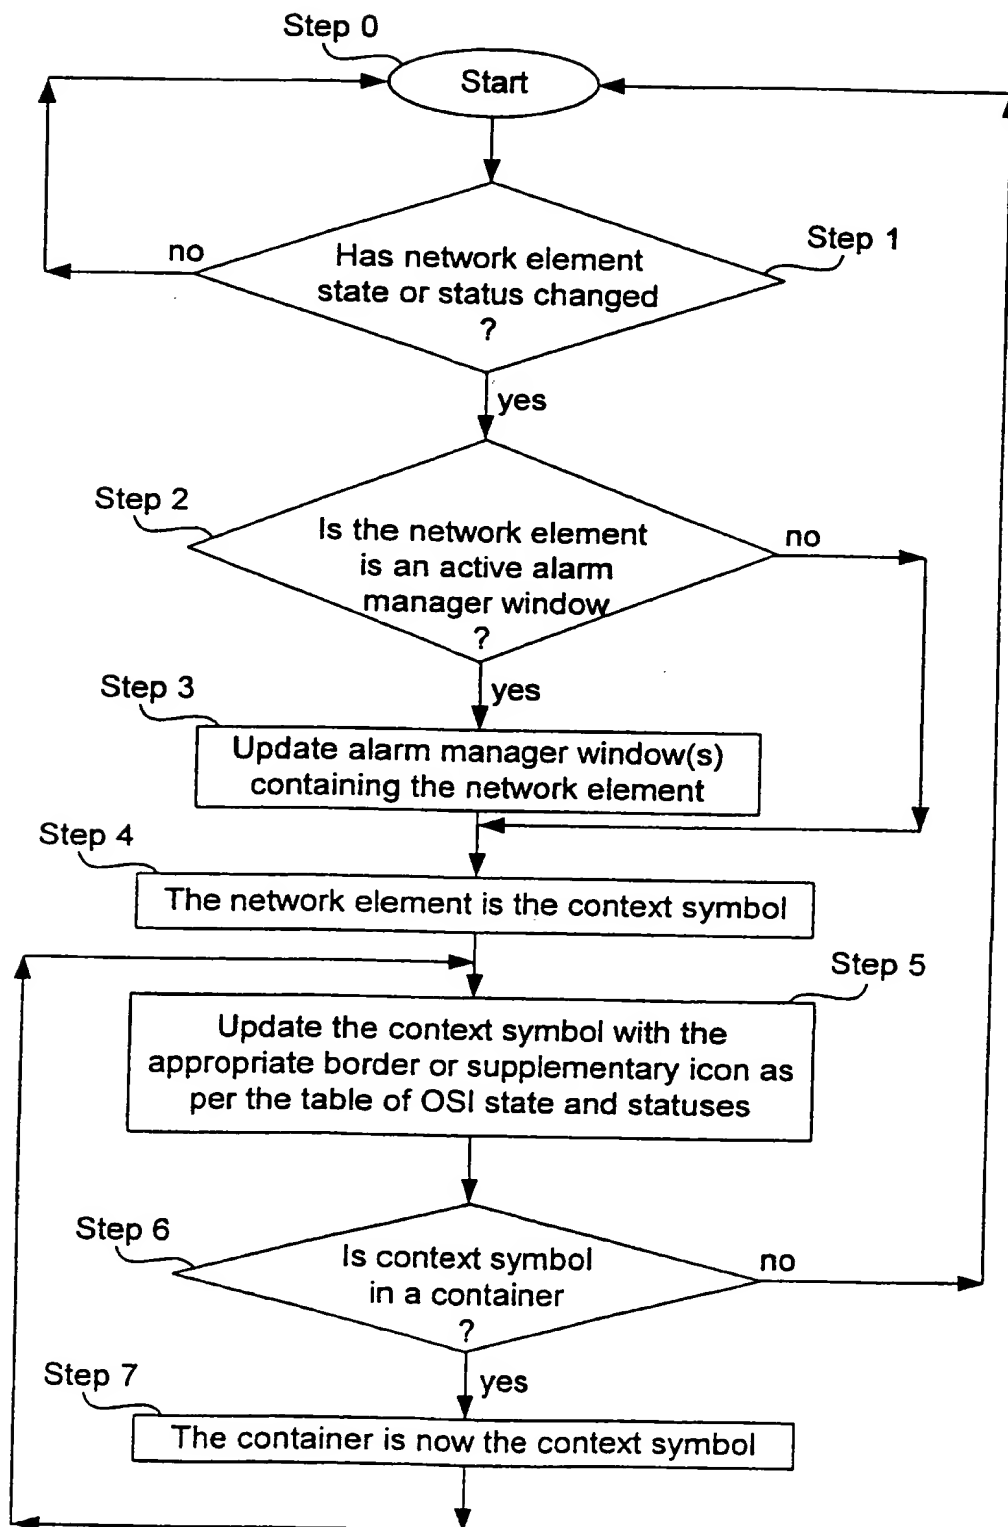 Step 0
Start
no
Has network element
state or status changed
?
Step 1
yes
Step 2
Is the network element
is an active alarm
manager window
?
no
yes
Step 3
Update alarm manager window(s)
containing the network element
Step 4
The network element is the context symbol
Step 5
Update the context symbol with the
appropriate border or supplementary icon as
per the table of OSI state and statuses
Step 6
Is context symbol
in a container
?
no
yes
Step 7
The container is now the context symbol